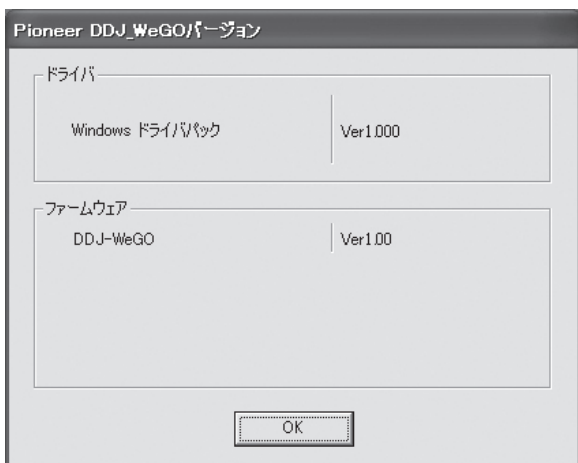 Pioneer DDJ_WeGOバージョン
ドライバ
Windows ドライバパック Ver1.000
ファームウェア
DDJ-WeGO Ver1.00
OK